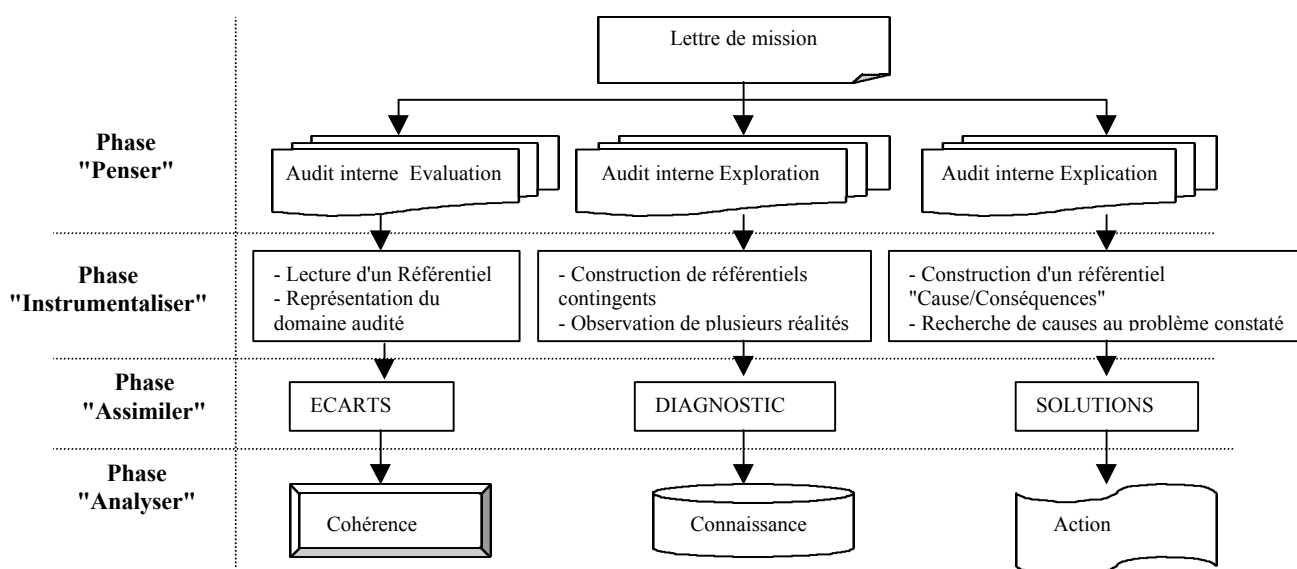 Lettre de mission
Phase
"Penser"
Audit interne Evaluation
Audit interne Exploration
Audit interne Explication
Phase
"Instrumentaliser"
- Lecture d'un Référentiel
- Représentation du
domaine audité
- Construction de référentiels
contingents
- Observation de plusieurs réalités
- Construction d'un référentiel
"Cause/Conséquences"
- Recherche de causes au problème constaté
Phase
"Assimiler"
ECARTS
DIAGNOSTIC
SOLUTIONS
Phase
"Analyser"
Cohérence
Connaissance
Action